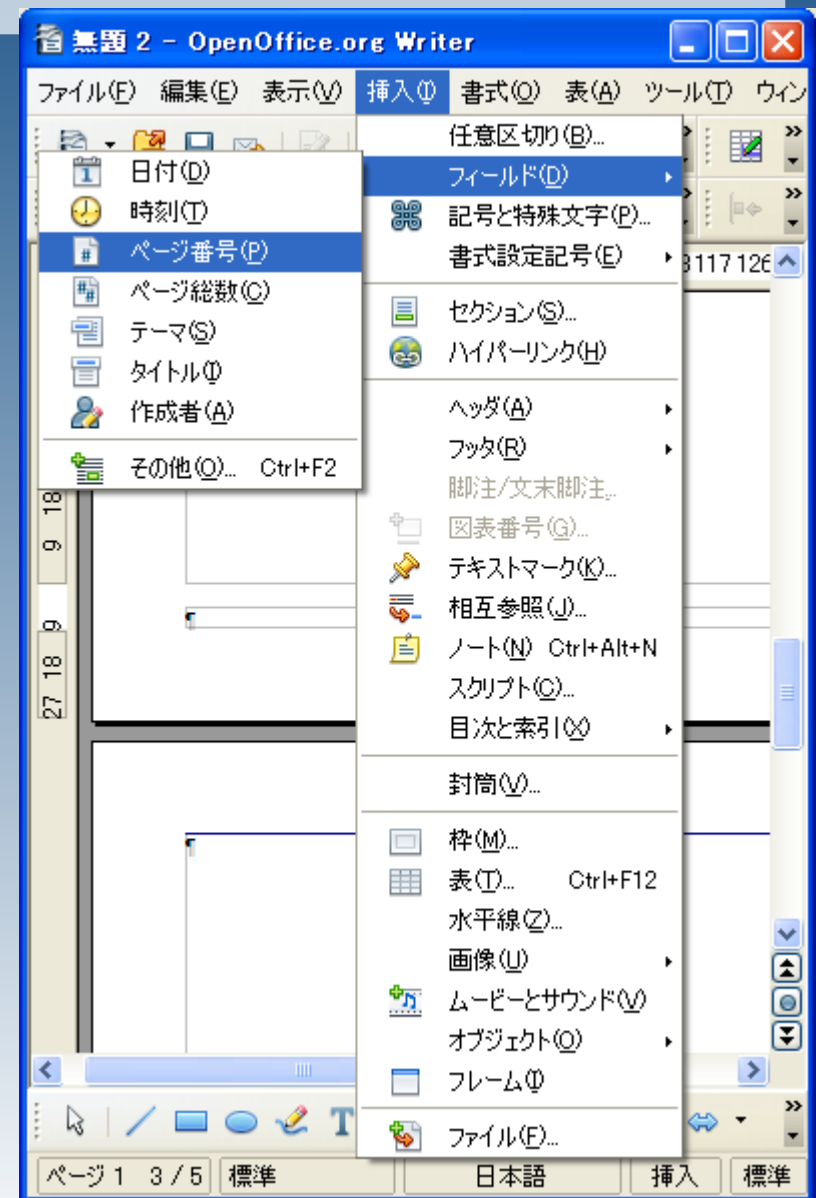 無題 2 - OpenOffice.org Writer
ファイル(F) 編集(E) 表示(V) 挿入(I) 書式(O) 表(A) ツール(T) ウィン
任意区切り(B)...
フィールド(D)
記号と特殊文字(P)...
書式設定記号(E)
セクション(S)...
ハイパーリンク(H)
ヘッダ(A)
フッタ(R)
脚注/文末脚注...
図表番号(G)...
テキストマーク(K)...
相互参照(J)...
ノート(N) Ctrl+Alt+N
スクリプト(C)...
目次と索引(X)
封筒(V)...
枠(M)...
表(T)... Ctrl+F12
水平線(Z)...
画像(U)
ムービーとサウンド(V)
オブジェクト(O)
フレーム(I)
ファイル(F)...
日付(D)
時刻(T)
ページ番号(P)
ページ総数(C)
テーマ(S)
タイトル(I)
作成者(A)
その他(O)... Ctrl+F2
117 126
18
9
9
18
27
ページ 1 3 / 5 標準 日本語 挿入 標準